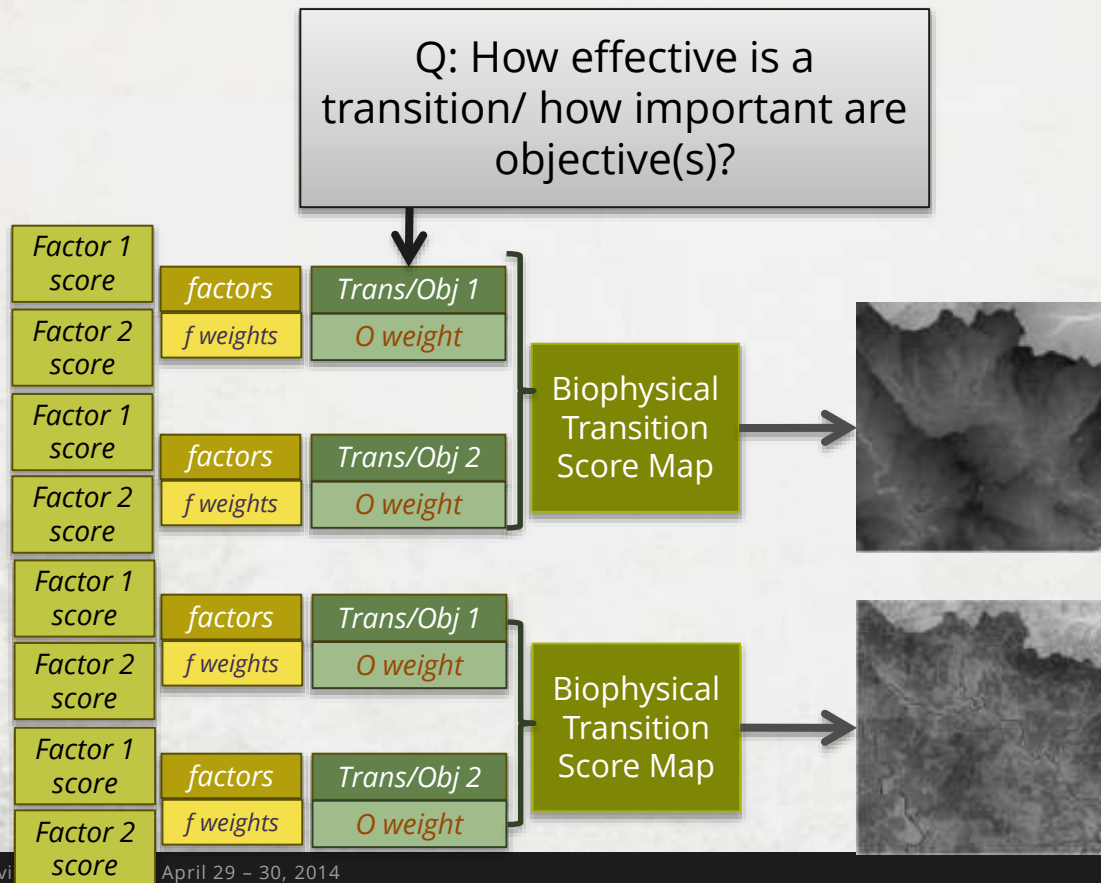 Q: How effective is a
transition/ how important are
objective(s)?
Factor 1
score
factors
f weights
Trans/Obj 1
O weight
Factor 2
score
Factor 1
score
factors
f weights
Trans/Obj 2
O weight
Factor 2
score
Biophysical
Transition
Score Map
Factor 1
score
factors
f weights
Trans/Obj 1
O weight
Factor 2
score
Factor 1
score
factors
f weights
Trans/Obj 2
O weight
Factor 2
score
Biophysical
Transition
Score Map
April 29 – 30, 2014